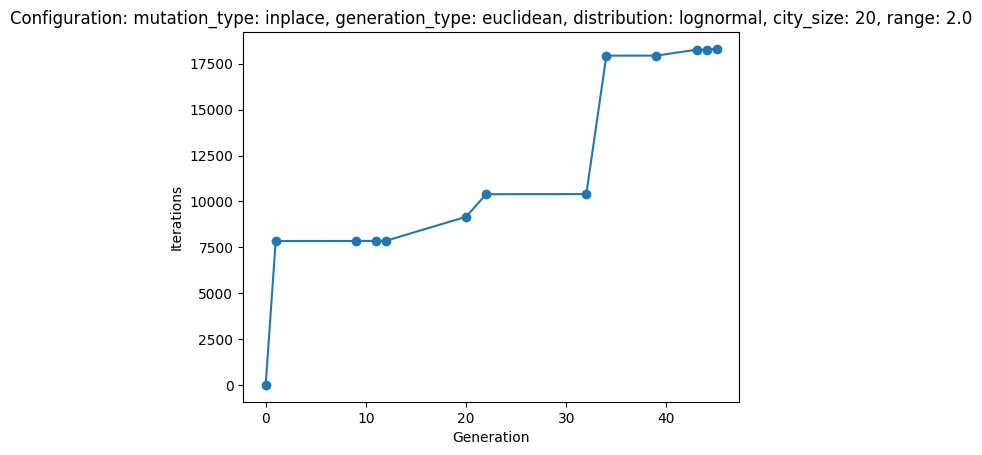 Configuration: mutation_type: inplace, generation_type: euclidean, distribution: lognormal, city_size: 20, range: 2.0
17500
15000
12500
10000
7500
5000
2500
0
Iterations
0 10 20 30 40
Generation